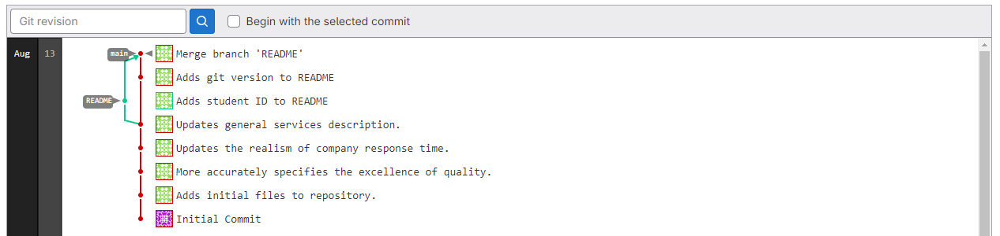 Git revision Begin with the selected commit
Aug 13 main Merge branch 'README'
Adds git version to README
README Adds student ID to README
Updates general services description.
Updates the realism of company response time.
More accurately specifies the excellence of quality.
Adds initial files to repository.
Initial Commit